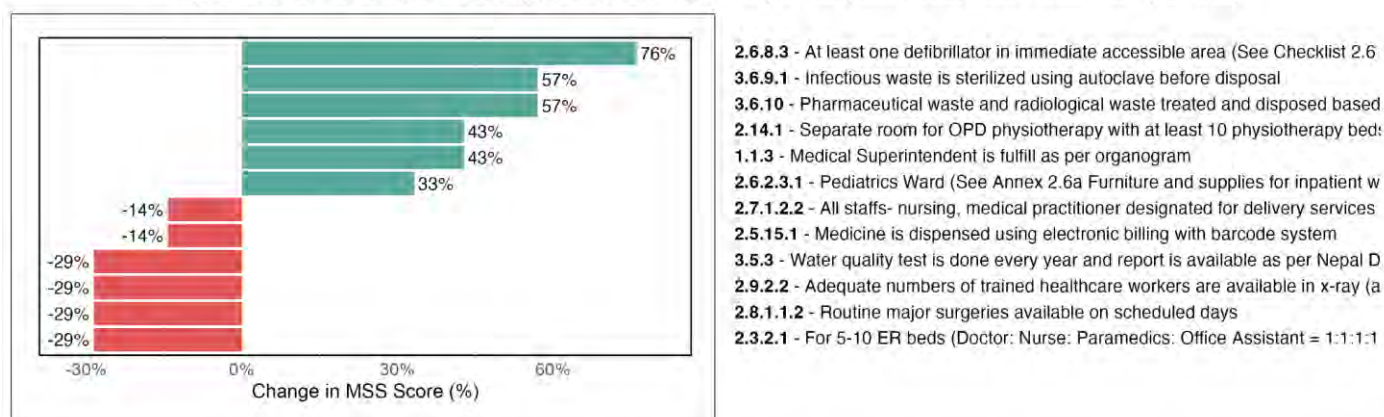 76%
57%
57%
43%
43%
33%
-14%
-14%
-29%
-29%
-29%
-29%
-30%
0%
30%
60%
Change in MSS Score (%)
2.6.8.3 - At least one defibrillator in immediate accessible area (See Checklist 2.6
3.6.9.1 - Infectious waste is sterilized using autoclave before disposal
3.6.10 - Pharmaceutical waste and radiological waste treated and disposed based
2.14.1 - Separate room for OPD physiotherapy with at least 10 physiotherapy beds
1.1.3 - Medical Superintendent is fulfill as per organogram
2.6.2.3.1 - Pediatrics Ward (See Annex 2.6a Furniture and supplies for inpatient w
2.7.1.2.2 - All staffs- nursing, medical practitioner designated for delivery services
2.5.15.1 - Medicine is dispensed using electronic billing with barcode system
3.5.3 - Water quality test is done every year and report is available as per Nepal D
2.9.2.2 - Adequate numbers of trained healthcare workers are available in x-ray (a
2.8.1.1.2 - Routine major surgeries available on scheduled days
2.3.2.1 - For 5-10 ER beds (Doctor: Nurse: Paramedics: Office Assistant = 1:1:1:1